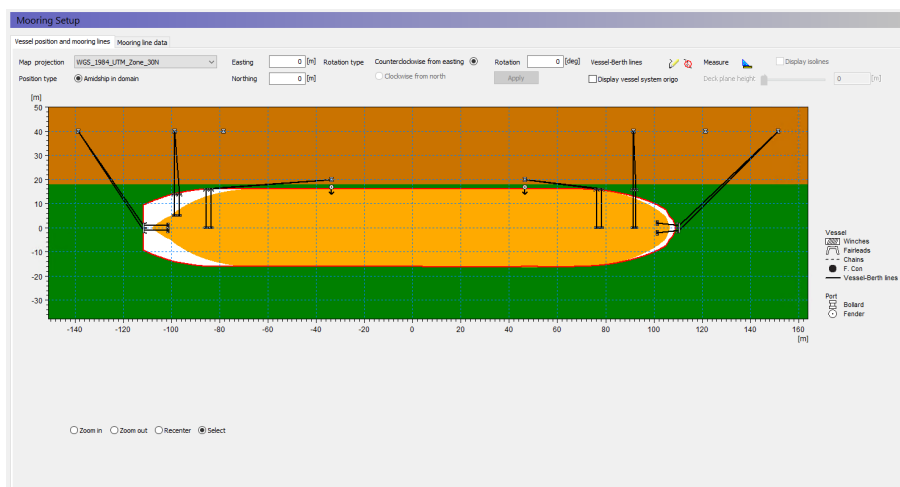 Mooring Setup
Vessel position and mooring lines Mooring line data
Map projection WGS_1984_UTM_Zone_30N Easting 0 [m] Rotation type Counterclockwise from easting Rotation 0 [deg] Vessel-Berth lines Measure Display isolines
Position type Amidship in domain Northing 0 [m] Clockwise from north Apply Display vessel system origo Deck plane height 0 [m]
[m]
50
40
30
20
10
0
-10
-20
-30
-140 -120 -100 -80 -60 -40 -20 0 20 40 60 80 100 120 140 160
[m]
Vessel
Winches
Fairleads
Chains
F. Con
Vessel-Berth lines
Port
Bollard
Fender
Zoom in Zoom out Recenter Select